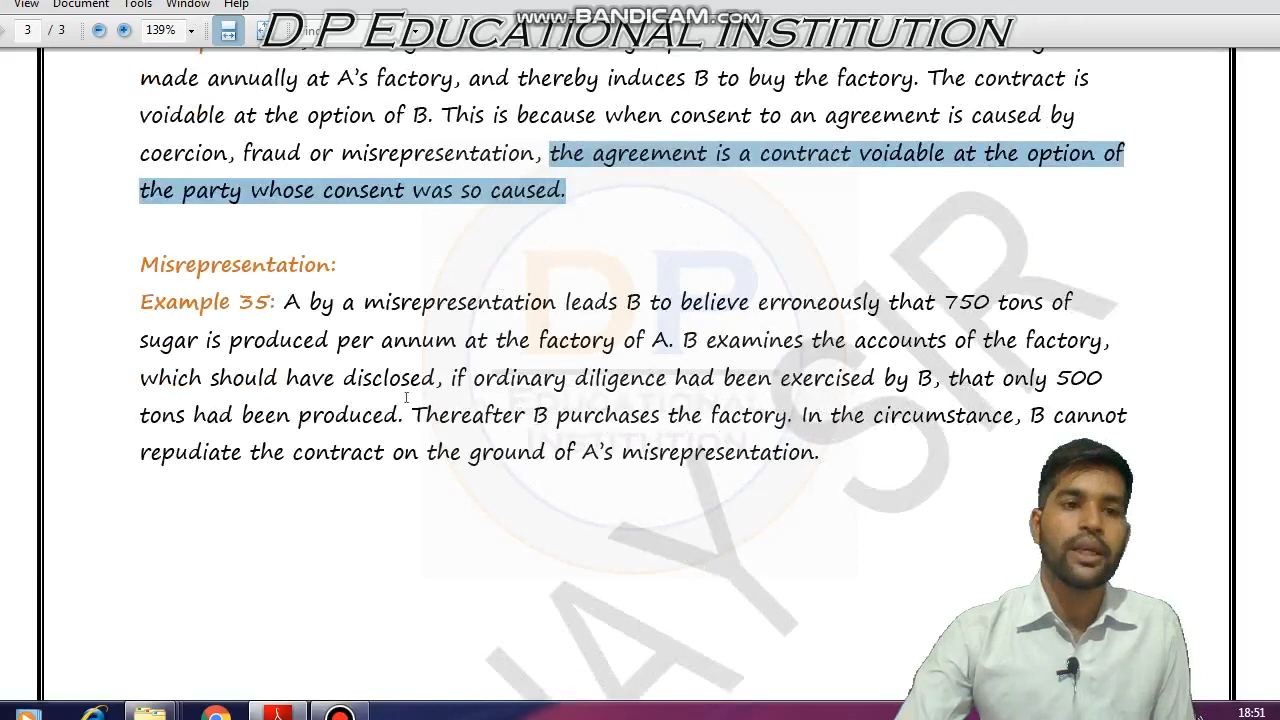 View Document Tools Window Help
www.BANDICAM.com
D P Educational institution
3 / 3 139%
made annually at A’s factory, and thereby induces B to buy the factory. The contract is
voidable at the option of B. This is because when consent to an agreement is caused by
coercion, fraud or misrepresentation, the agreement is a contract voidable at the option of
the party whose consent was so caused.
Misrepresentation:
Example 35: A by a misrepresentation leads B to believe erroneously that 750 tons of
sugar is produced per annum at the factory of A. B examines the accounts of the factory,
which should have disclosed, if ordinary diligence had been exercised by B, that only 500
tons had been produced. Thereafter B purchases the factory. In the circumstance, B cannot
repudiate the contract on the ground of A’s misrepresentation.
DP
EDUCATIONAL
INSTITUTION
JAY SIR
18:51